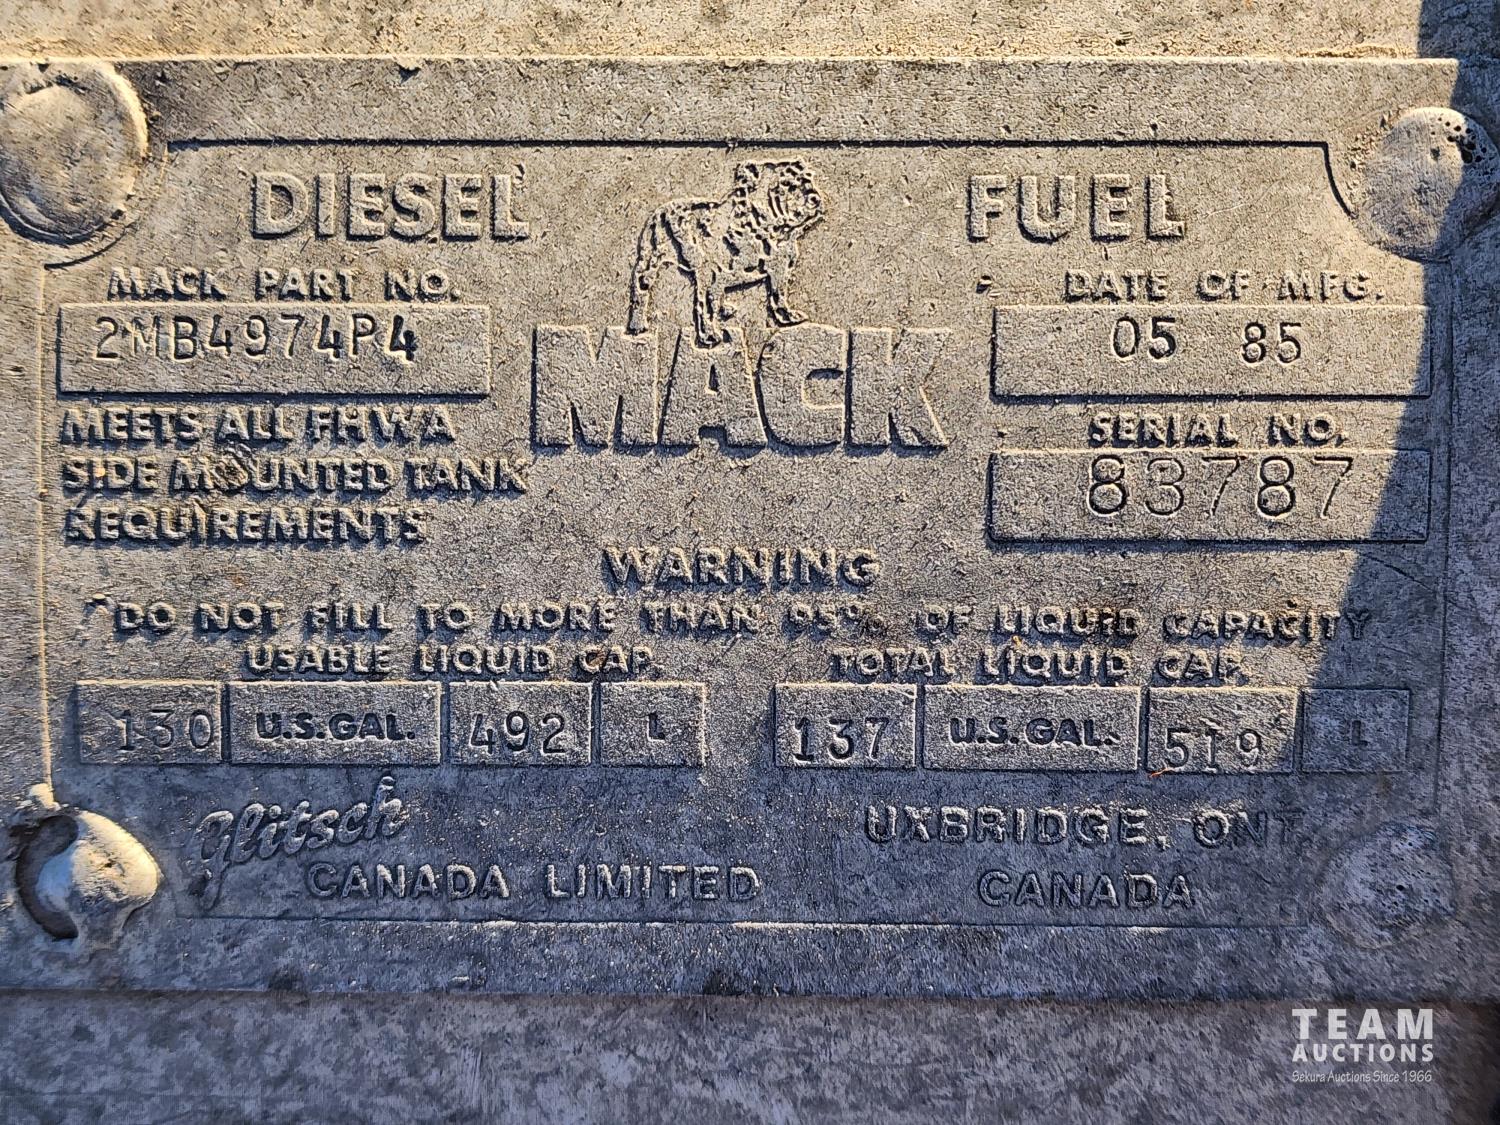 DIESEL FUEL
MACK PART NO.
2MB4974P4
MEETS ALL FHWA
SIDE MOUNTED TANK
REQUIREMENTS
MACK
DATE OF MFG.
05 85
SERIAL NO.
83787
WARNING
DO NOT FILL TO MORE THAN 95% OF LIQUID CAPACITY
USABLE LIQUID CAP. TOTAL LIQUID CAP.
130 U.S.GAL. 492 L 137 U.S.GAL. 519 L
Glitsch
CANADA LIMITED
UXBRIDGE, ONT.
CANADA
TEAM
AUCTIONS
Sekura Auctions Since 1966